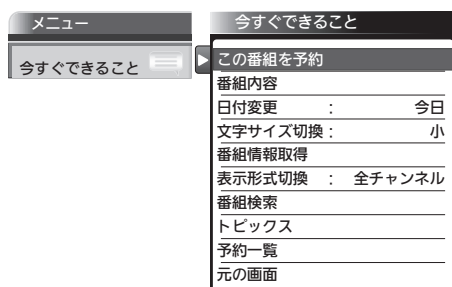 メニュー
今すぐできること
今すぐできること
この番組を予約
番組内容
日付変更 : 今日
文字サイズ切換 : 小
番組情報取得
表示形式切換 : 全チャンネル
番組検索
トピックス
予約一覧
元の画面